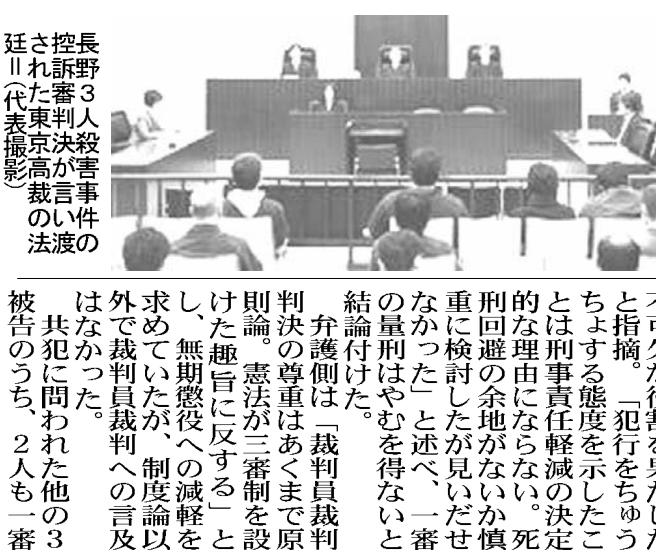 長野３人殺害事件の
控訴審判決が言い渡
された東京高裁の法
廷＝（代表撮影）
と指摘。「犯行をちゅう
ちょする態度を示したこ
とは刑事責任軽減の決定
的な理由にならない。死
刑回避の余地がないか慎
重に検討したが見いだせ
なかった」と述べ、一審
の量刑はやむを得ないと
結論付けた。
弁護側は「裁判員裁判
判決の尊重はあくまで原
則論。憲法が三審制を設
けた趣旨に反する」と
し、無期懲役への減軽を
求めていたが、制度論以
外で裁判員裁判への言及
はなかった。
共犯に問われた他の３
被告のうち、２人も一審